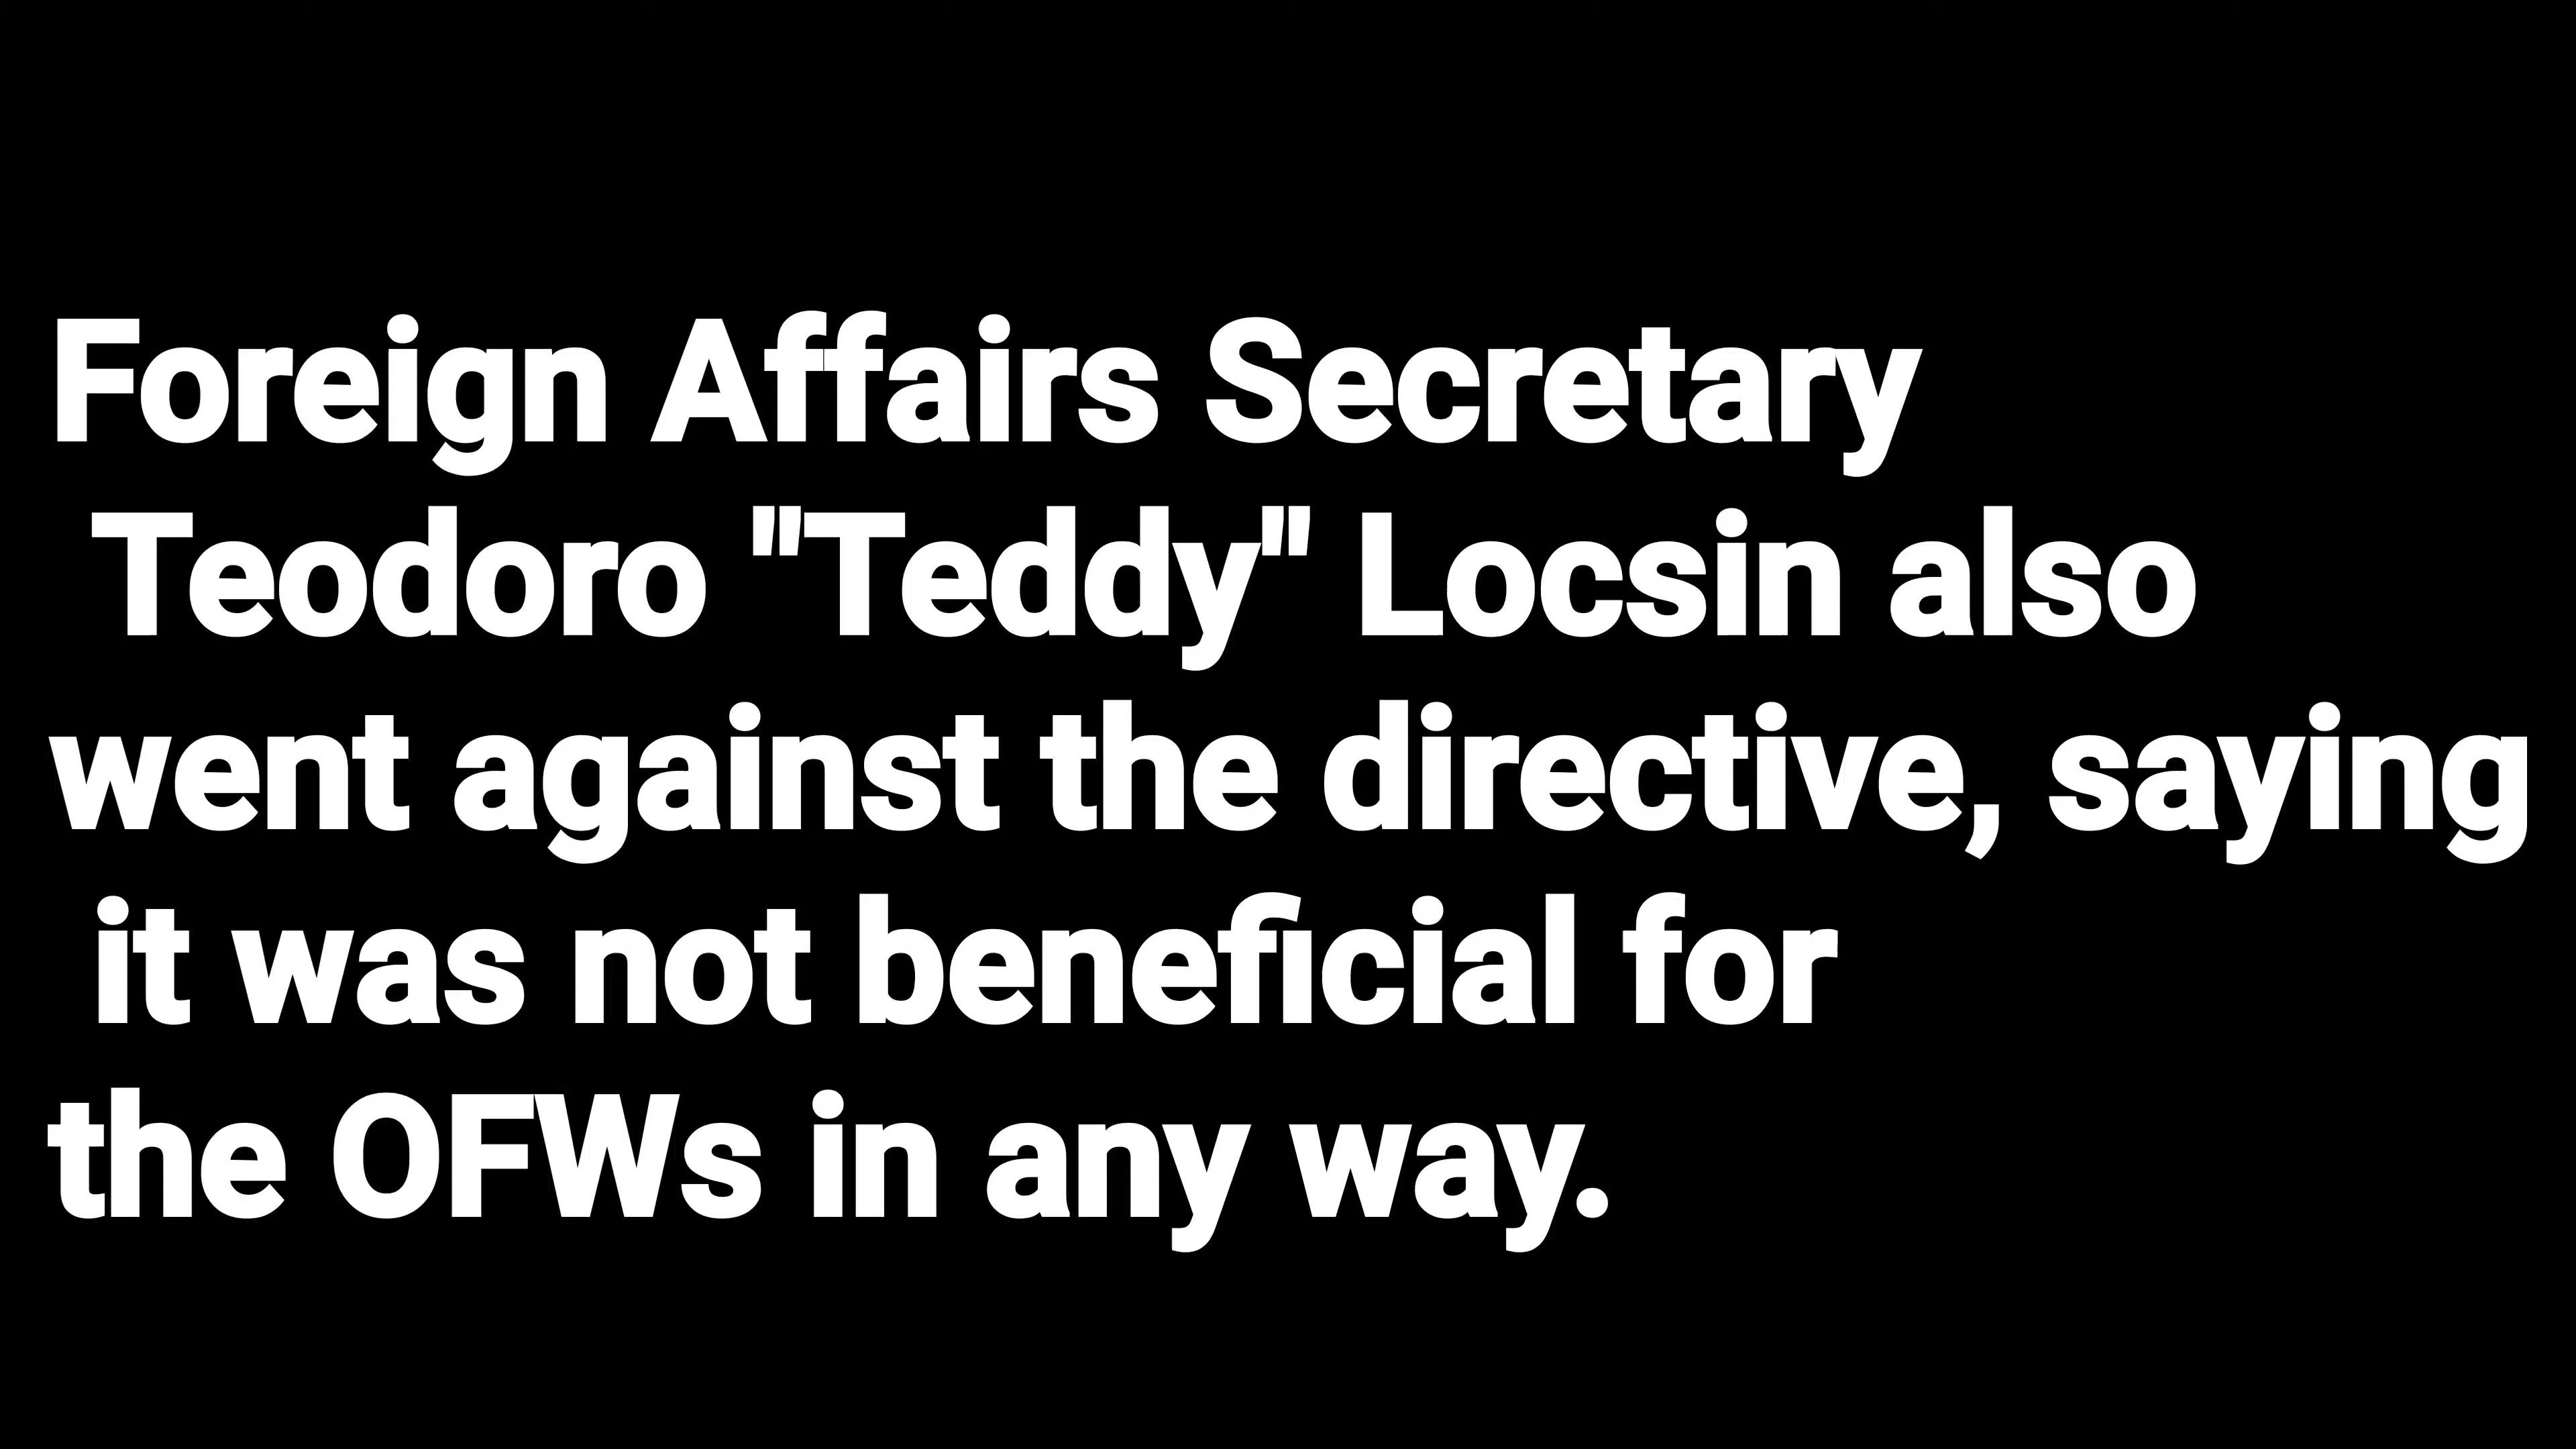 Foreign Affairs Secretary
Teodoro "Teddy" Locsin also
went against the directive, saying
it was not beneficial for
the OFWs in any way.